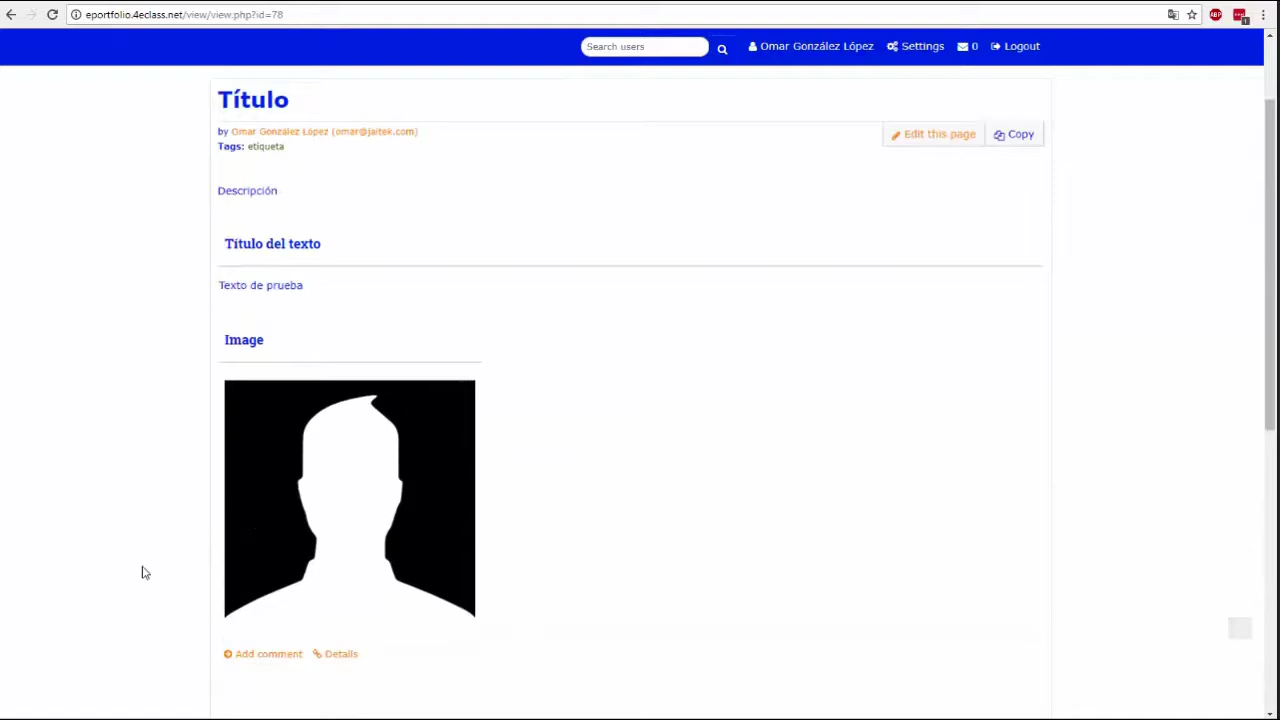 eportfolio.4eclass.net/view/view.php?id=78
ABP
1
Search users
Omar González López
Settings
0
Logout
Título
by Omar González López (omar@jaitek.com)
Edit this page
Copy
Tags: etiqueta
Descripción
Título del texto
Texto de prueba
Image
Add comment
Details